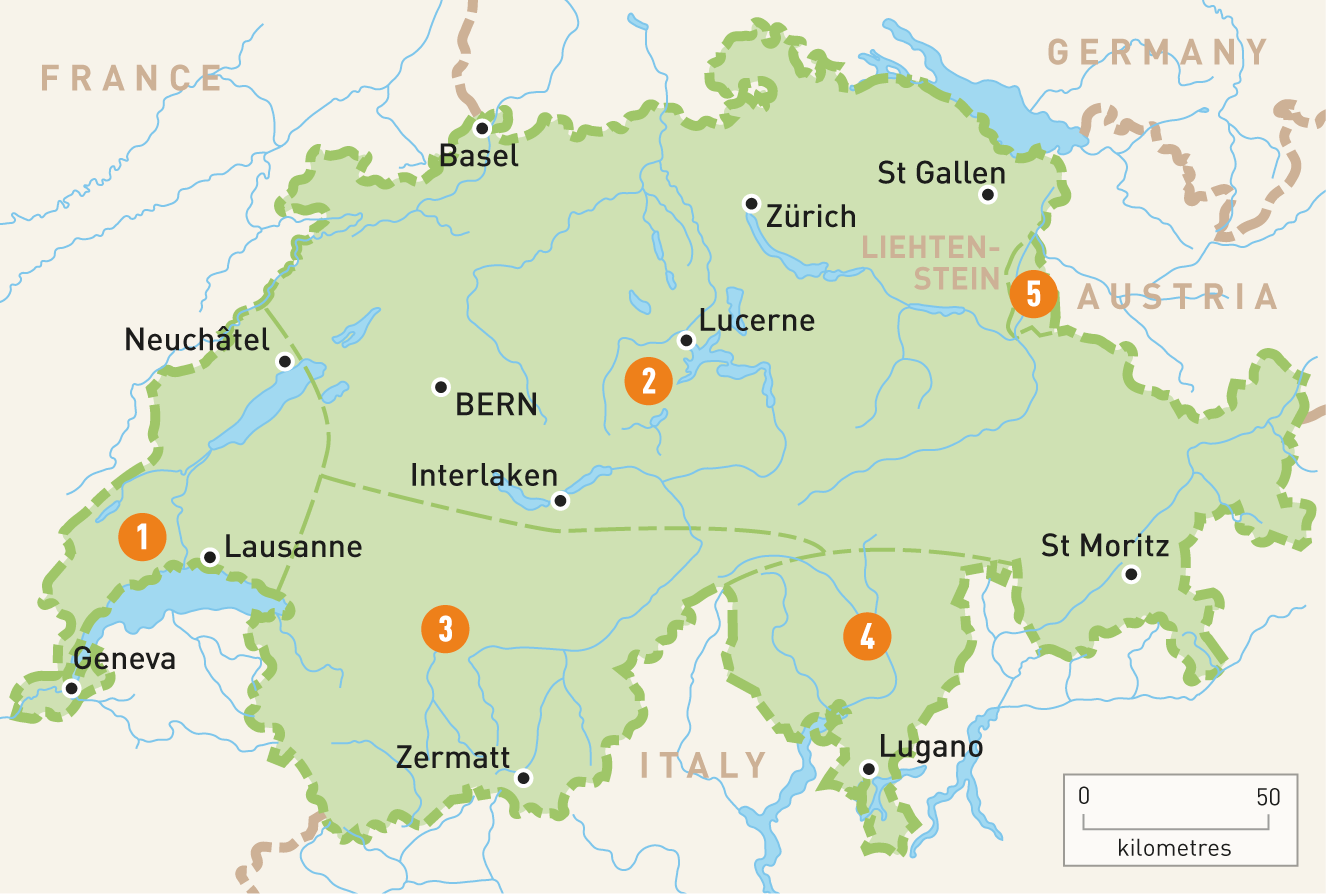 FRANCE
GERMANY
Basel
St Gallen
Zürich
LIEHTEN-
STEIN
5
AUSTRIA
Lucerne
Neuchâtel
2
BERN
Interlaken
1
Lausanne
St Moritz
3
4
Geneva
Zermatt
ITALY
Lugano
0 50
kilometres